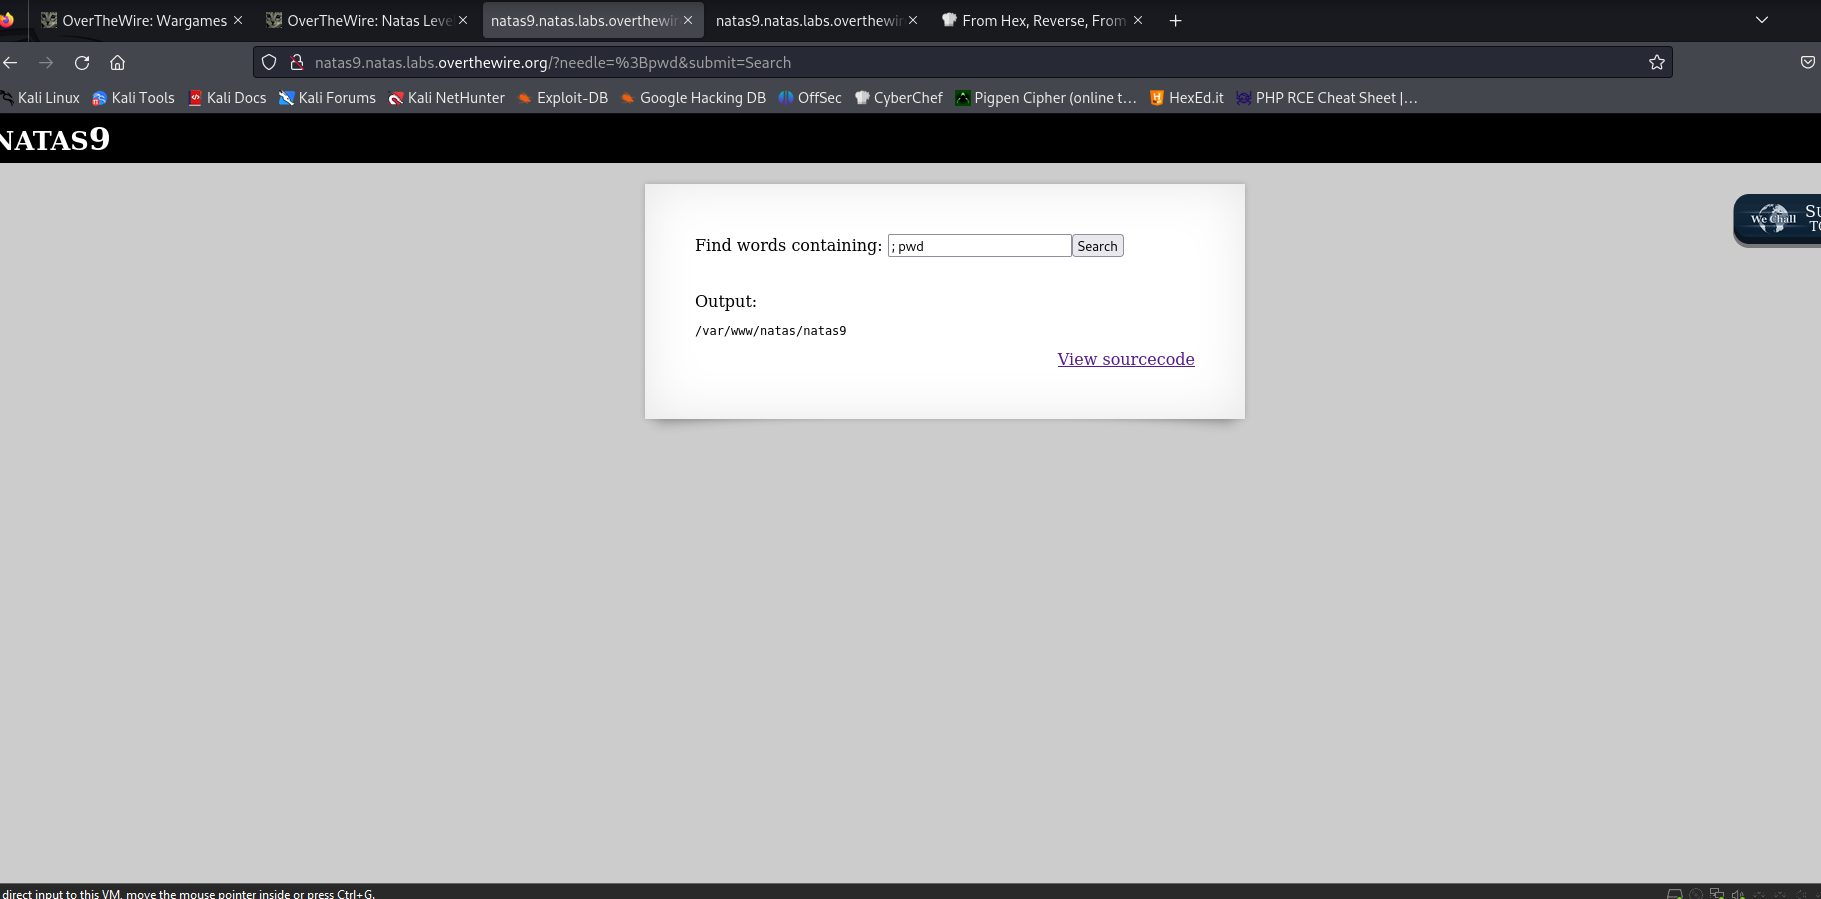 OverTheWire: Wargames
OverTheWire: Natas Leve
natas9.natas.labs.overthewir
natas9.natas.labs.overthewir
From Hex, Reverse, From
natas9.natas.labs.overthewire.org/?needle=%3Bpwd&submit=Search
Kali Linux Kali Tools Kali Docs Kali Forums Kali NetHunter Exploit-DB Google Hacking DB OffSec CyberChef Pigpen Cipher (online t… HexEd.it PHP RCE Cheat Sheet |…
NATAS9
We Chall
SU
TO
Find words containing: ; pwd Search
Output:
/var/www/natas/natas9
View sourcecode
direct input to this VM, move the mouse pointer inside or press Ctrl+G.